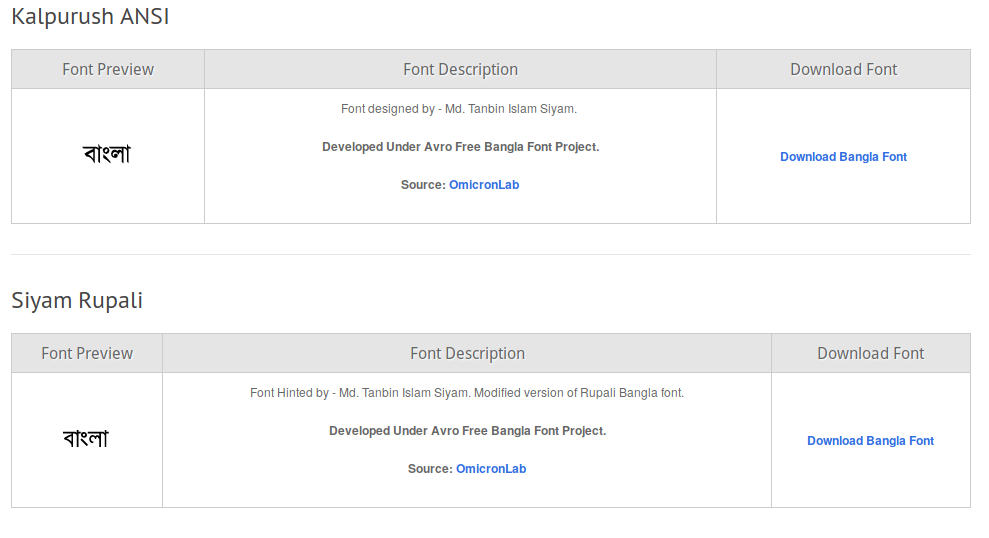 Kalpurush ANSI
Font Preview Font Description Download Font
Font designed by - Md. Tanbin Islam Siyam.
বাংলা
Developed Under Avro Free Bangla Font Project.
Download Bangla Font
Source: OmicronLab
Siyam Rupali
Font Preview Font Description Download Font
Font Hinted by - Md. Tanbin Islam Siyam. Modified version of Rupali Bangla font.
বাংলা
Developed Under Avro Free Bangla Font Project.
Download Bangla Font
Source: OmicronLab